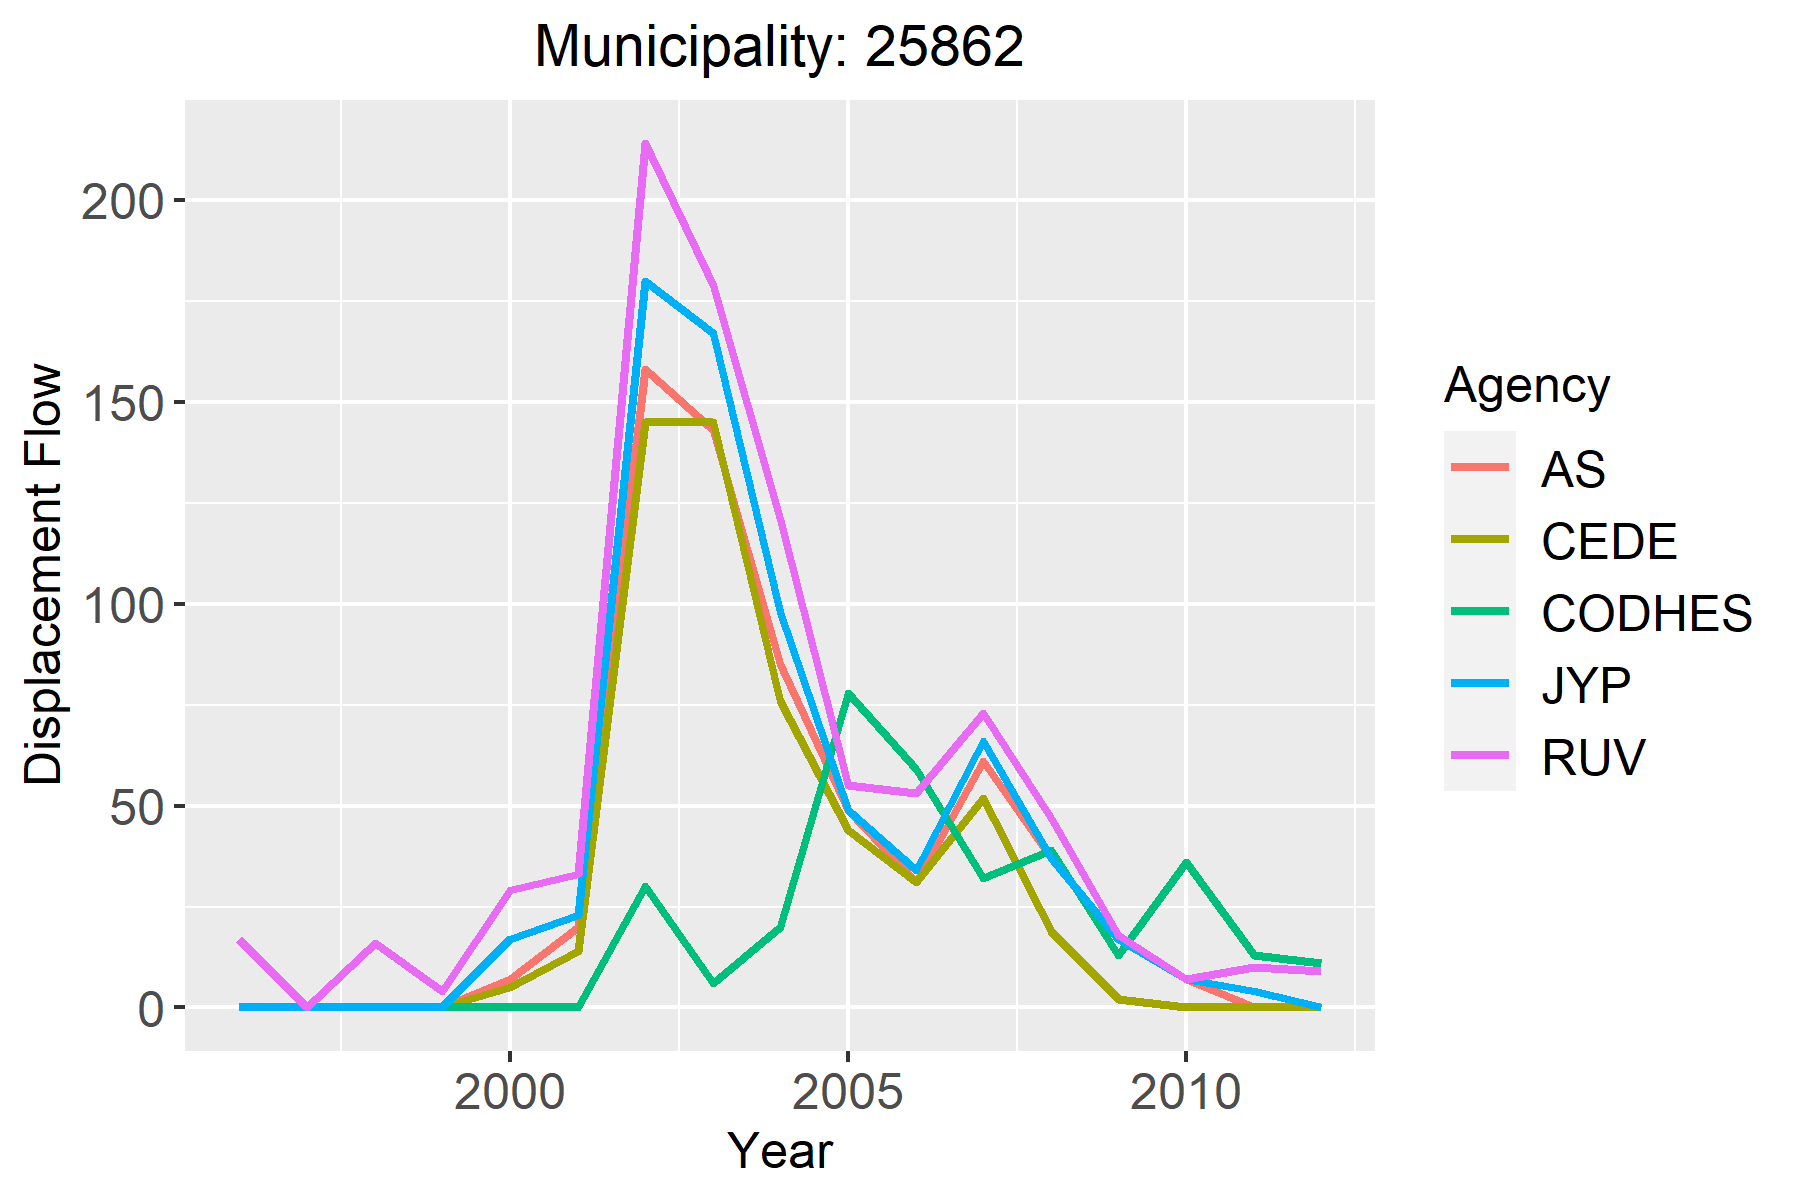 Municipality: 25862
200
150
100
50
0
Displacement Flow
2000 2005 2010
Year
Agency
AS
CEDE
CODHES
JYP
RUV